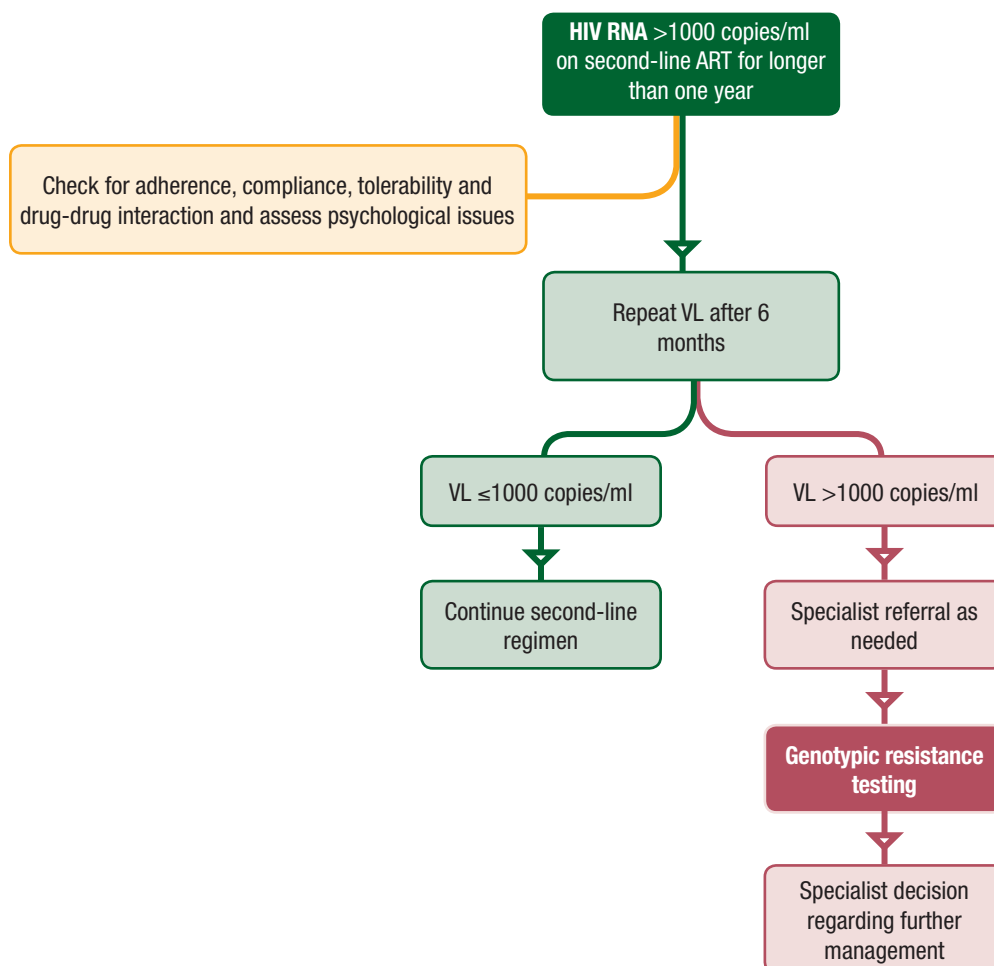 HIV RNA >1000 copies/ml
on second-line ART for longer
than one year
Check for adherence, compliance, tolerability and
drug-drug interaction and assess psychological issues
Repeat VL after 6
months
VL ≤1000 copies/ml
VL >1000 copies/ml
Continue second-line
regimen
Specialist referral as
needed
Genotypic resistance
testing
Specialist decision
regarding further
management